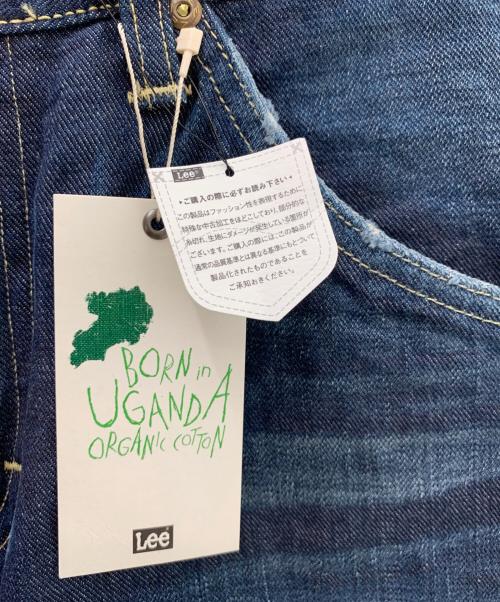 Lee
ご購入の際に必ずお読み下さい
この製品はファッション性を表現するために
特殊な中古加工をほどこしており、部分的な
糸切れ、生地にダメージが発生している箇所が
ございます。ご購入の際には、この製品が
通常の品質基準とは異なる基準にもとづいて
製品化されたものであることを
ご承知おきください。
BORN in
UGANDA
ORGANIC COTTON
Lee